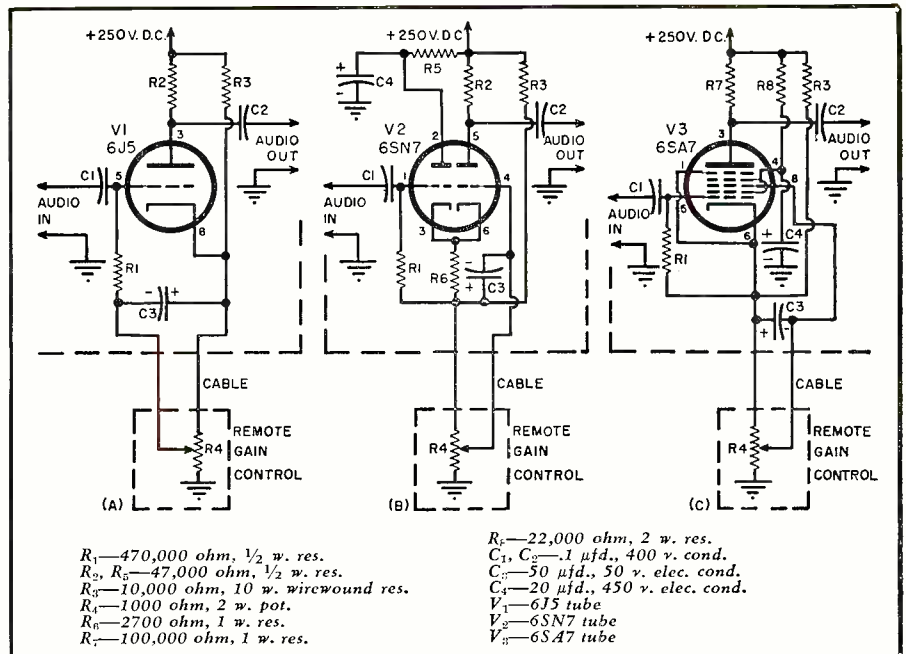 +250V. D.C.
R2
R3
C2
3
V1
6J5
AUDIO
OUT
C1
5
AUDIO
IN
8
R1
- +
C3
CABLE
R4
REMOTE
GAIN
CONTROL
(A)
+250V. D.C
+
C4
-
R5
R2
R3
C2
V2
6SN7
2
5
AUDIO
OUT
C1
1
4
AUDIO
IN
3
6
R1
R6
-
+
C3
CABLE
R4
REMOTE
GAIN
CONTROL
(B)
+250V. D.C.
R7
R8
R3
C2
V3
6SA7
3
4
AUDIO
OUT
1
8
C1
5
AUDIO
IN
6
+
C4
-
R1
C3
+ -
CABLE
R4
REMOTE
GAIN
CONTROL
(C)
R₁—470,000 ohm, ½ w. res.
R₂, R₅—47,000 ohm, ½ w. res.
R₃—10,000 ohm, 10 w. wirewound res.
R₄—1000 ohm, 2 w. pot.
R₆—2700 ohm, 1 w. res.
R₇—100,000 ohm, 1 w. res.
R₈—22,000 ohm, 2 w. res.
C₁, C₂—.1 μfd., 400 v. cond.
C₃—50 μfd., 50 v. elec. cond.
C₄—20 μfd., 450 v. elec. cond.
V₁—6J5 tube
V₂—6SN7 tube
V₃—6SA7 tube